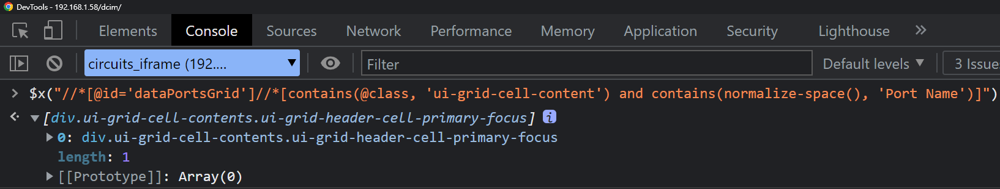 DevTools - 192.168.1.58/dcim/
Elements Console Sources Network Performance Memory Application Security Lighthouse »
circuits_iframe (192.... ▼ Filter Default levels ▼ 3 Issue
> $x("//*[@id='dataPortsGrid']//*[contains(@class, 'ui-grid-cell-content') and contains(normalize-space(), 'Port Name')]")
<· ▼ [div.ui-grid-cell-contents.ui-grid-header-cell-primary-focus] i
▶ 0: div.ui-grid-cell-contents.ui-grid-header-cell-primary-focus
length: 1
▶ [[Prototype]]: Array(0)